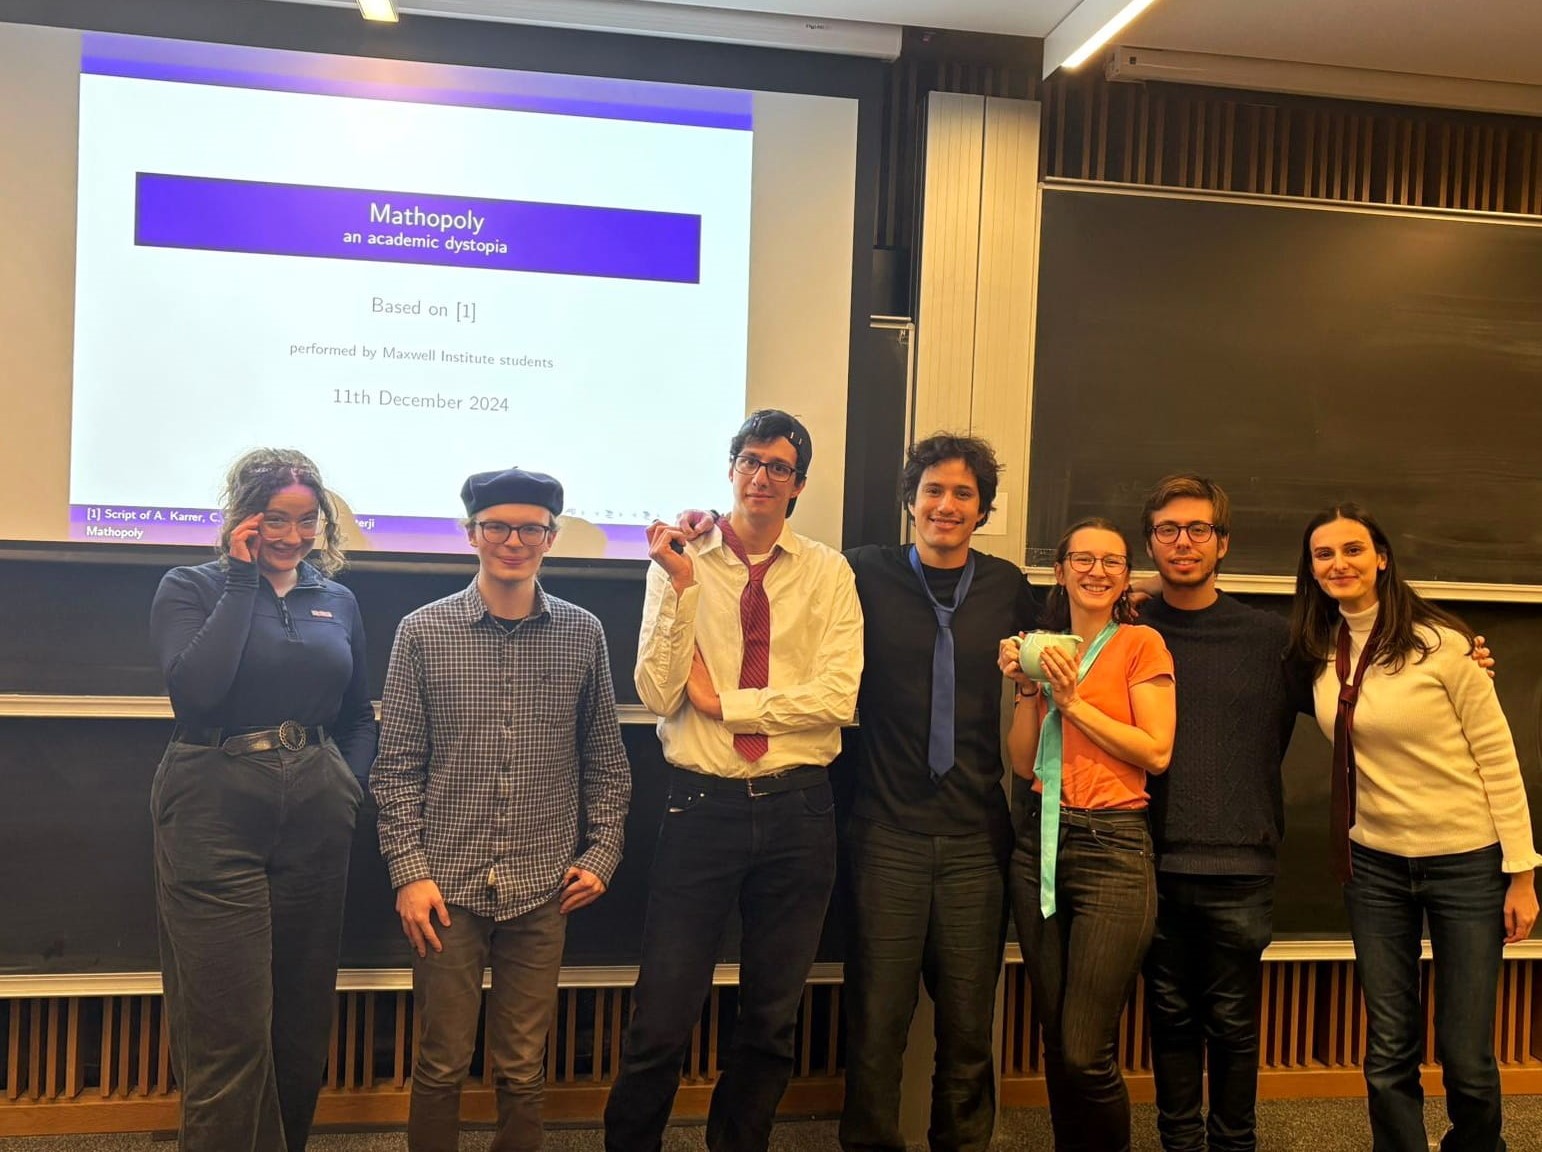 Mathopoly
an academic dystopia
Based on [1]
performed by Maxwell Institute students
11th December 2024
[1] Script of A. Karrer, C.
Mathopoly